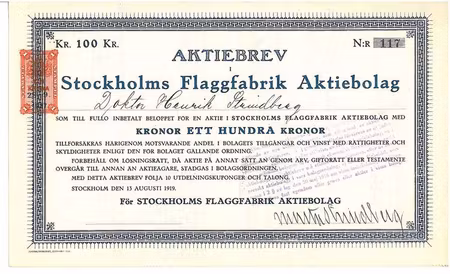 KR. 100 KR.
N:R 117
AKTIEBREV
I
Stockholms Flaggfabrik Aktiebolag
Doktor Henrik Strindberg
SOM TILL FULLO INBETALT BELOPPET FÖR EN AKTIE I STOCKHOLMS FLAGGFABRIK AKTIEBOLAG MED
KRONOR ETT HUNDRA KRONOR
TILLFÖRSÄKRAS HÄRIGENOM MOTSVARANDE ANDEL I BOLAGETS TILLGÅNGAR OCH VINST MED RÄTTIGHETER OCH
SKYLDIGHETER ENLIGT DEN FÖR BOLAGET GÄLLANDE ORDNING.
FÖRBEHÅLL OM LÖSNINGSRÄTT, DÅ AKTIE PÅ ANNAT SÄTT ÄN GENOM ARV, GIFTORÄTT ELLER TESTAMENTE
ÖVERGÅR TILL ANNAN ÄN AKTIEÄGARE, STADGAS I BOLAGSORDNINGEN.
MED DETTA AKTIEBREV FÖLJA 10 UTDELNINGSKUPONGER OCH TALONG.
STOCKHOLM DEN 15 AUGUSTI 1919.
För STOCKHOLMS FLAGGFABRIK AKTIEBOLAG